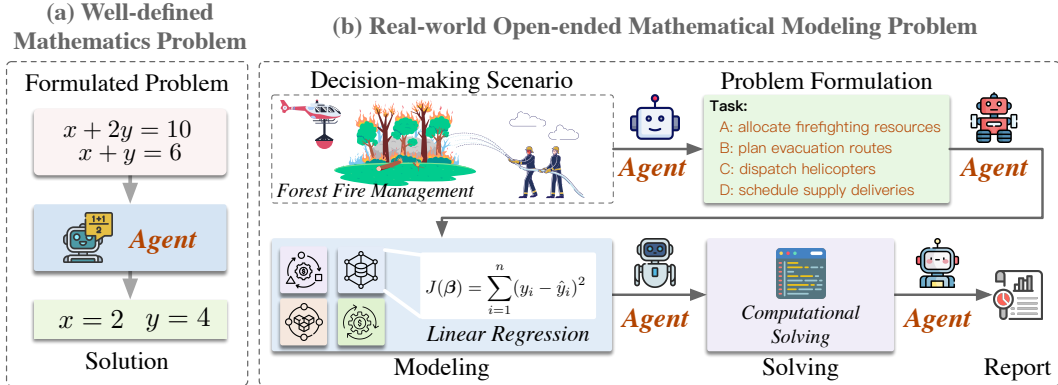 (a) Well-defined
Mathematics Problem
Formulated Problem
x + 2y = 10
x + y = 6
1+1
2
Agent
x = 2 y = 4
Solution
(b) Real-world Open-ended Mathematical Modeling Problem
Decision-making Scenario
Forest Fire Management
Agent
Problem Formulation
Task:
A: allocate firefighting resources
B: plan evacuation routes
C: dispatch helicopters
D: schedule supply deliveries
Agent
J(β) = ∑_{i=1}^{n} (y_i − ŷ_i)^2
Linear Regression
Modeling
Agent
Computational
Solving
Solving
Agent
Report